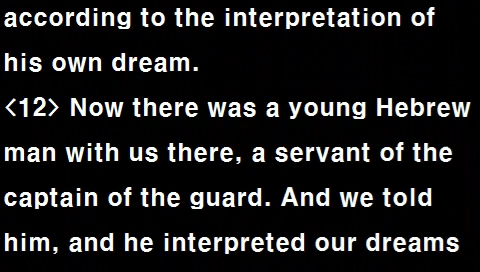 according to the interpretation of
his own dream.
<12> Now there was a young Hebrew
man with us there, a servant of the
captain of the guard. And we told
him, and he interpreted our dreams